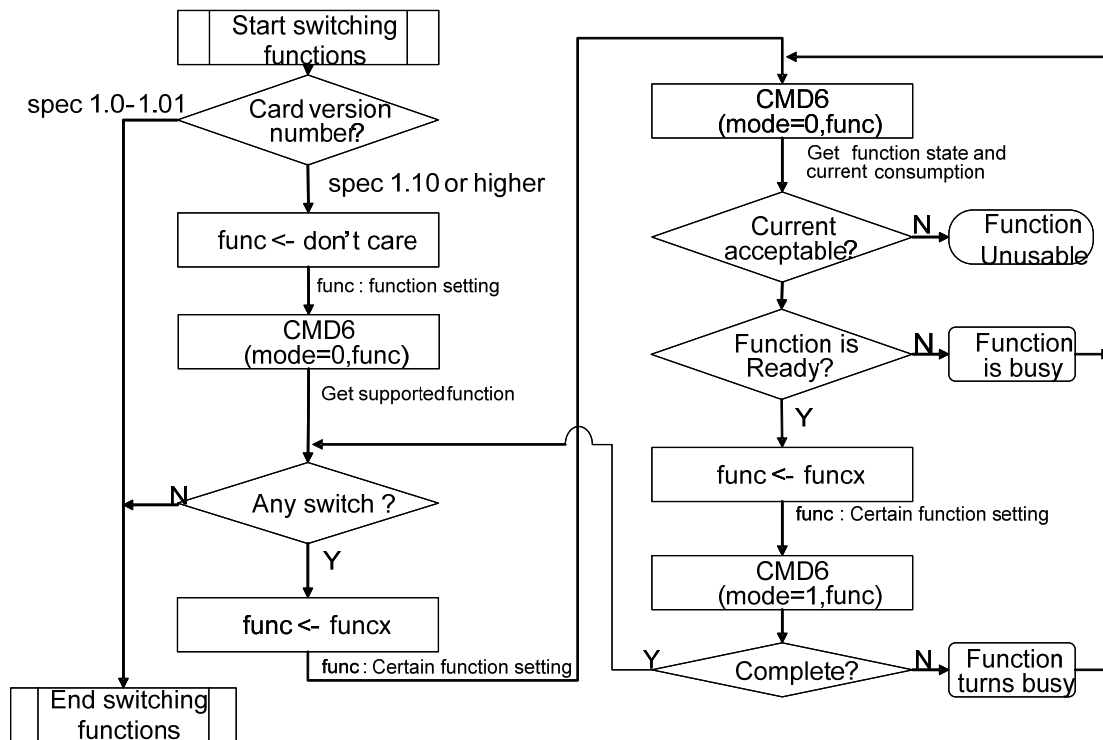 Start switching
functions
spec 1.0-1.01
Card version
number?
spec 1.10 or higher
func <- don't care
func : function setting
CMD6
(mode=0,func)
Get supported function
Any switch ?
N
Y
func <- funcx
func : Certain function setting
End switching
functions
CMD6
(mode=0,func)
Get function state and
current consumption
Current
acceptable?
N
Function
Unusable
Function is
Ready?
N
Function
is busy
Y
func <- funcx
func : Certain function setting
CMD6
(mode=1,func)
Complete?
Y
N
Function
turns busy